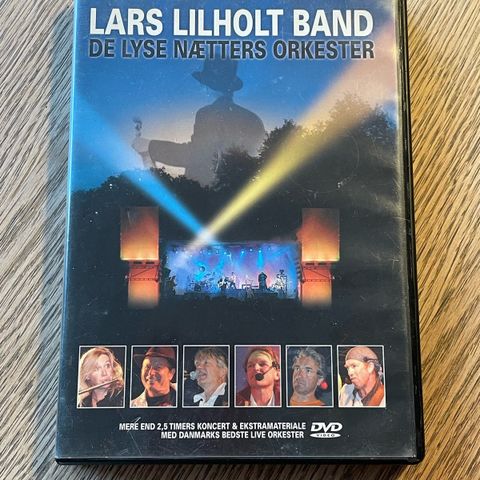 LARS LILHOLT BAND
DE LYSE NÆTTERS ORKESTER
MERE END 2,5 TIMERS KONCERT & EKSTRAMATERIALE
MED DANMARKS BEDSTE LIVE ORKESTER
DVD
VIDEO